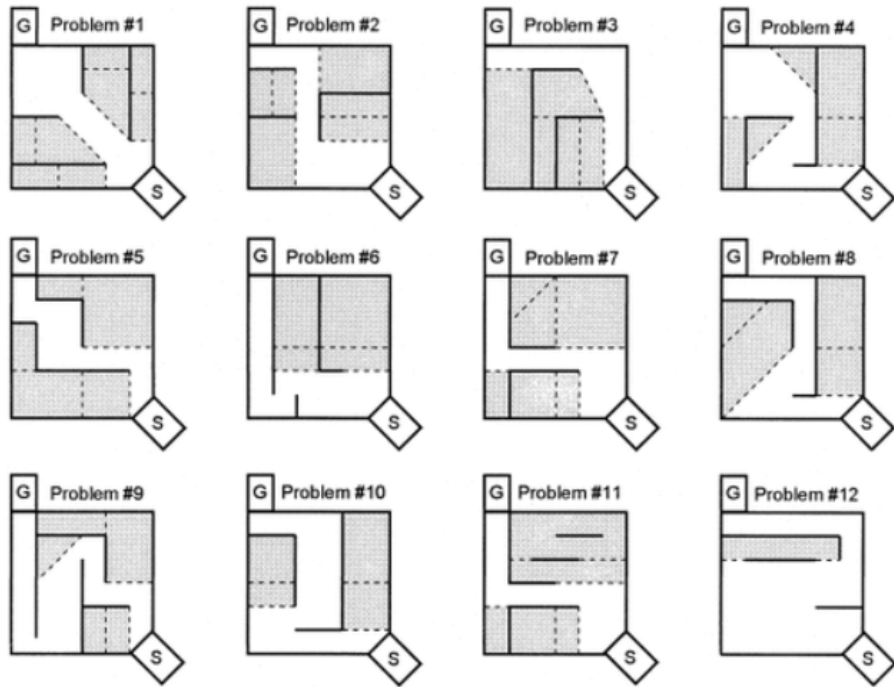 G Problem #1
G Problem #2
G Problem #3
G Problem #4
S
S
S
S
G Problem #5
G Problem #6
G Problem #7
G Problem #8
S
S
S
S
G Problem #9
G Problem #10
G Problem #11
G Problem #12
S
S
S
S